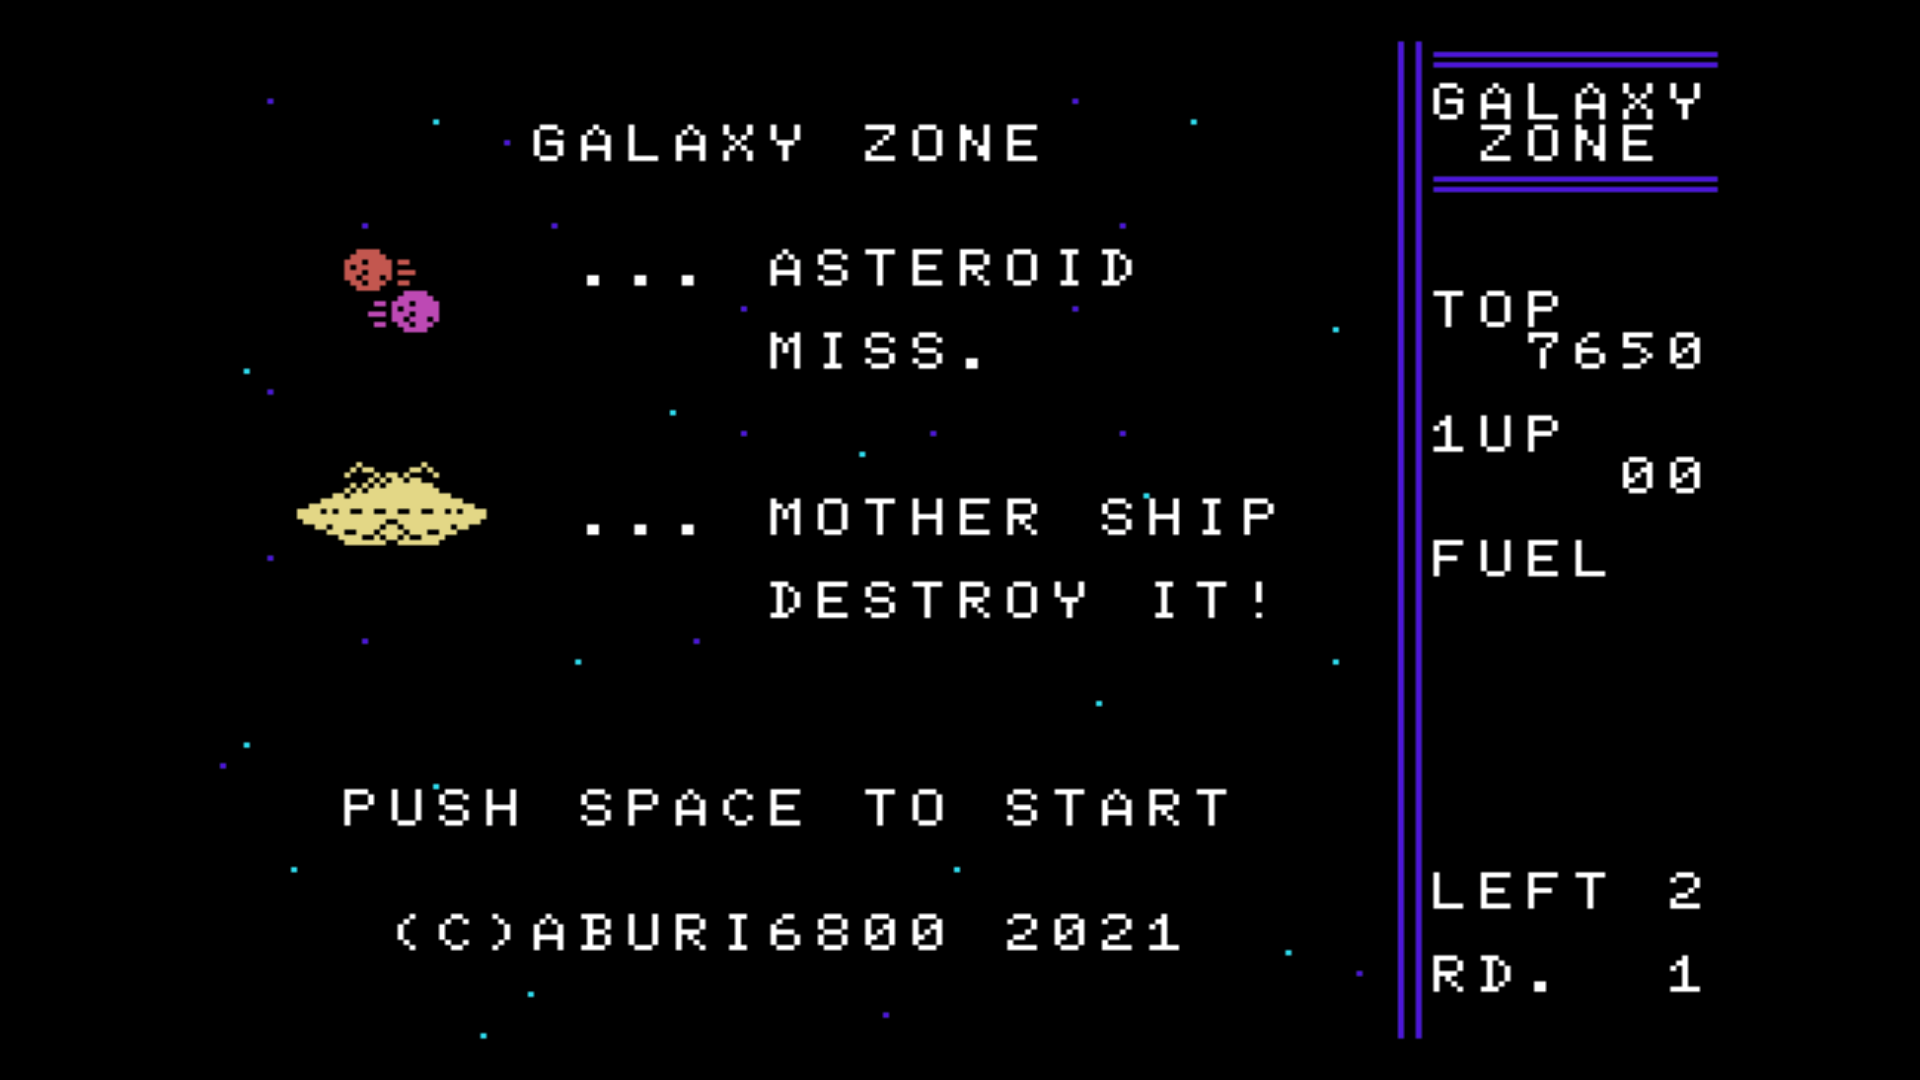 GALAXY ZONE
... ASTEROID
MISS.
... MOTHER SHIP
DESTROY IT!
PUSH SPACE TO START
(C)ABURI6800 2021
GALAXY
ZONE
TOP
7650
1UP
00
FUEL
LEFT 2
RD. 1